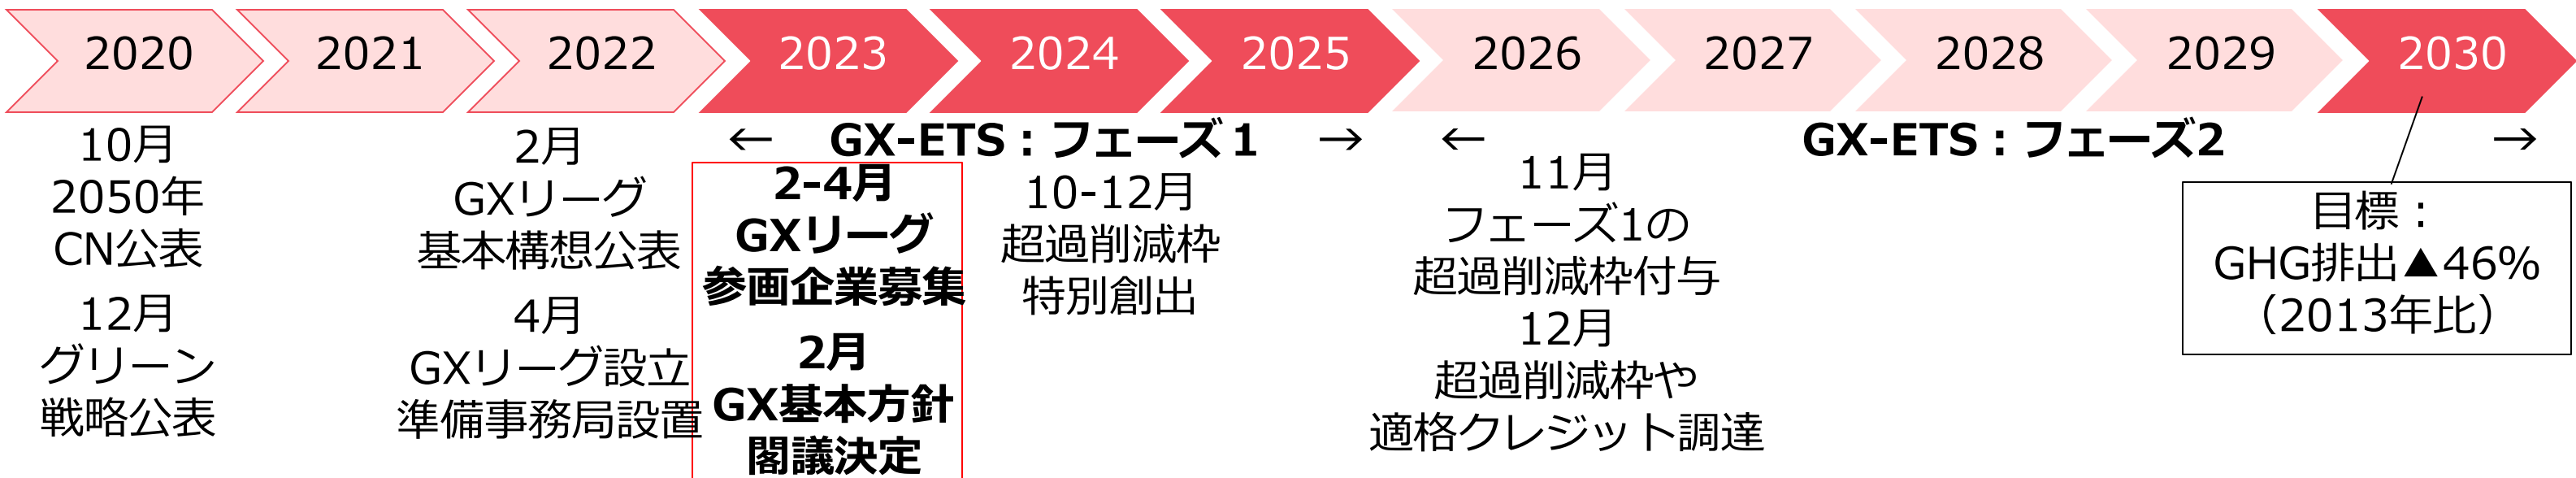 2020
2021
2022
2023
2024
2025
2026
2027
2028
2029
2030
← GX-ETS：フェーズ１ →
← GX-ETS：フェーズ2 →
10月
2050年
CN公表
12月
グリーン
戦略公表
2月
GXリーグ
基本構想公表
4月
GXリーグ設立
準備事務局設置
2-4月
GXリーグ
参画企業募集
2月
GX基本方針
閣議決定
10-12月
超過削減枠
特別創出
11月
フェーズ1の
超過削減枠付与
12月
超過削減枠や
適格クレジット調達
目標：
GHG排出▲46%
（2013年比）